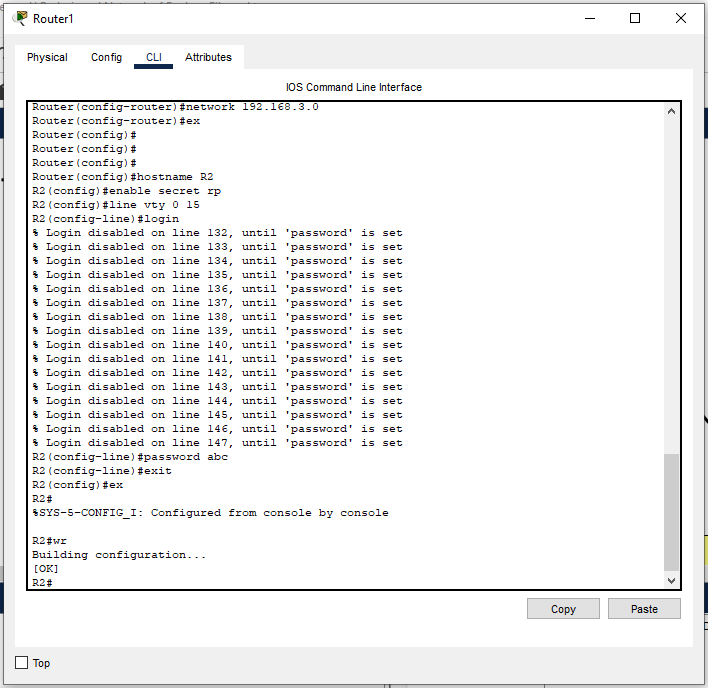 Router1
Physical Config CLI Attributes
IOS Command Line Interface
Router(config-router)#network 192.168.3.0
Router(config-router)#ex
Router(config)#
Router(config)#
Router(config)#
Router(config)#hostname R2
R2(config)#enable secret rp
R2(config)#line vty 0 15
R2(config-line)#login
% Login disabled on line 132, until 'password' is set
% Login disabled on line 133, until 'password' is set
% Login disabled on line 134, until 'password' is set
% Login disabled on line 135, until 'password' is set
% Login disabled on line 136, until 'password' is set
% Login disabled on line 137, until 'password' is set
% Login disabled on line 138, until 'password' is set
% Login disabled on line 139, until 'password' is set
% Login disabled on line 140, until 'password' is set
% Login disabled on line 141, until 'password' is set
% Login disabled on line 142, until 'password' is set
% Login disabled on line 143, until 'password' is set
% Login disabled on line 144, until 'password' is set
% Login disabled on line 145, until 'password' is set
% Login disabled on line 146, until 'password' is set
% Login disabled on line 147, until 'password' is set
R2(config-line)#password abc
R2(config-line)#exit
R2(config)#ex
R2#
%SYS-5-CONFIG_I: Configured from console by console
R2#wr
Building configuration...
[OK]
R2#
Copy Paste
Top